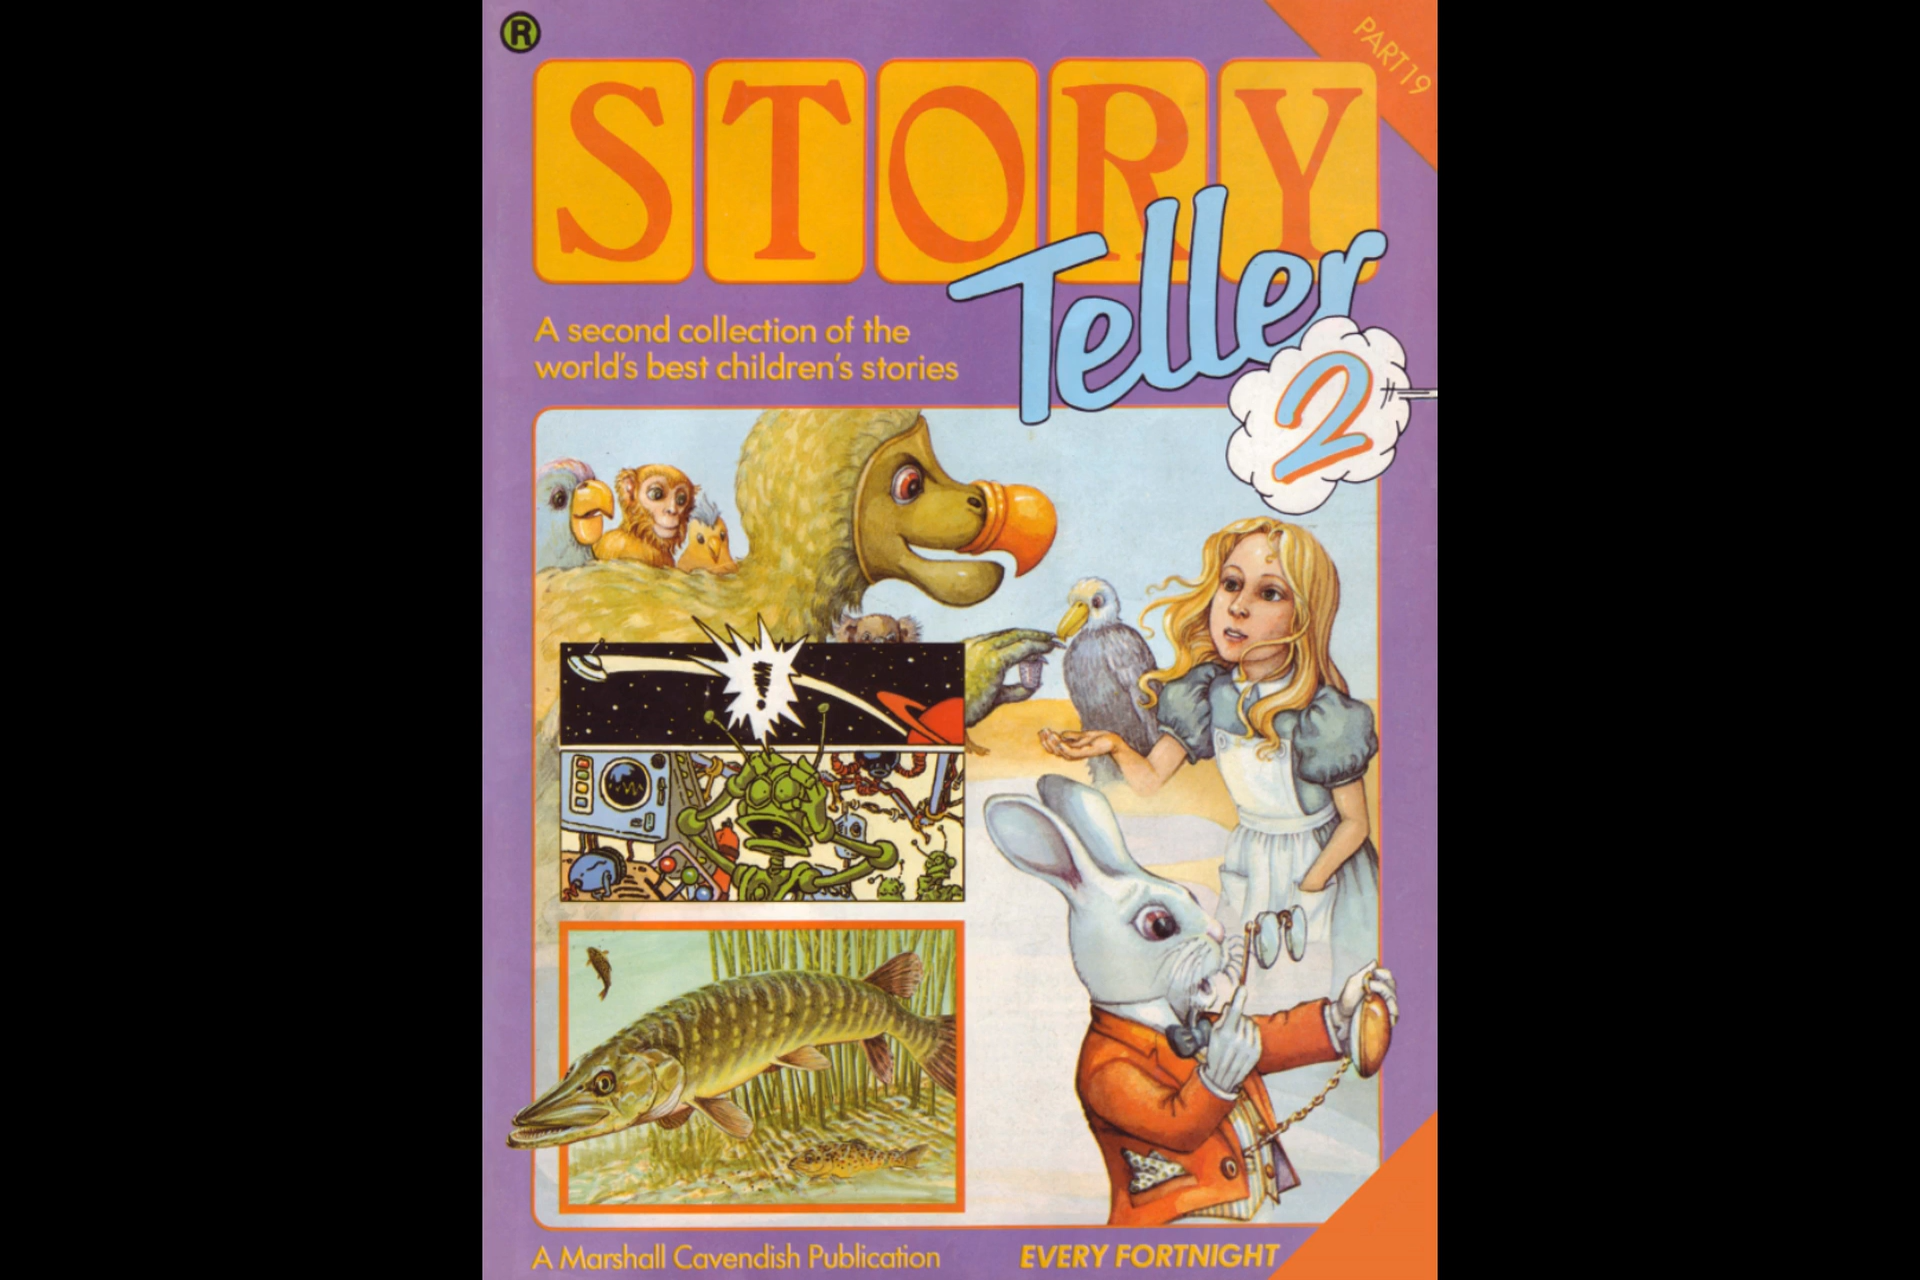 ®
PART 19
STORY
Teller
2
A second collection of the
world's best children's stories
!
A Marshall Cavendish Publication
EVERY FORTNIGHT